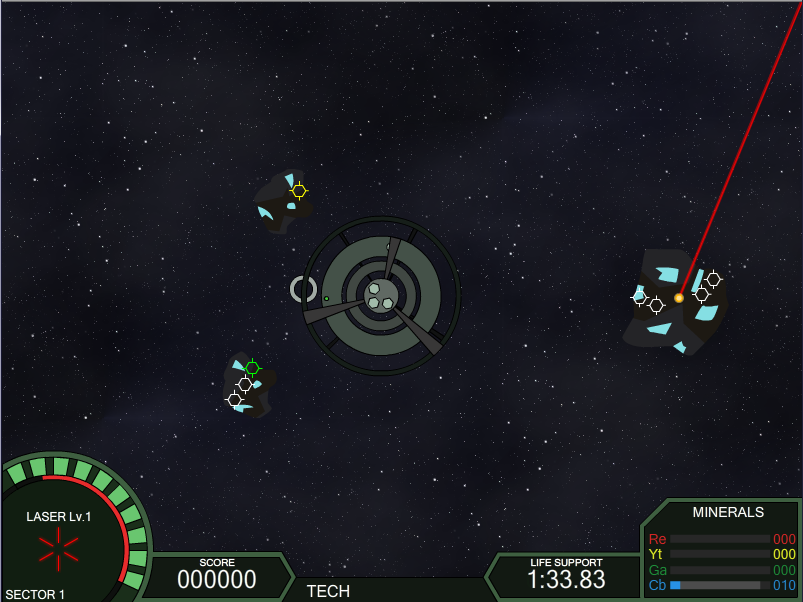 LASER Lv.1
SECTOR 1
SCORE
000000
TECH
LIFE SUPPORT
1:33.83
MINERALS
Re 000
Yt 000
Ga 000
Cb 010